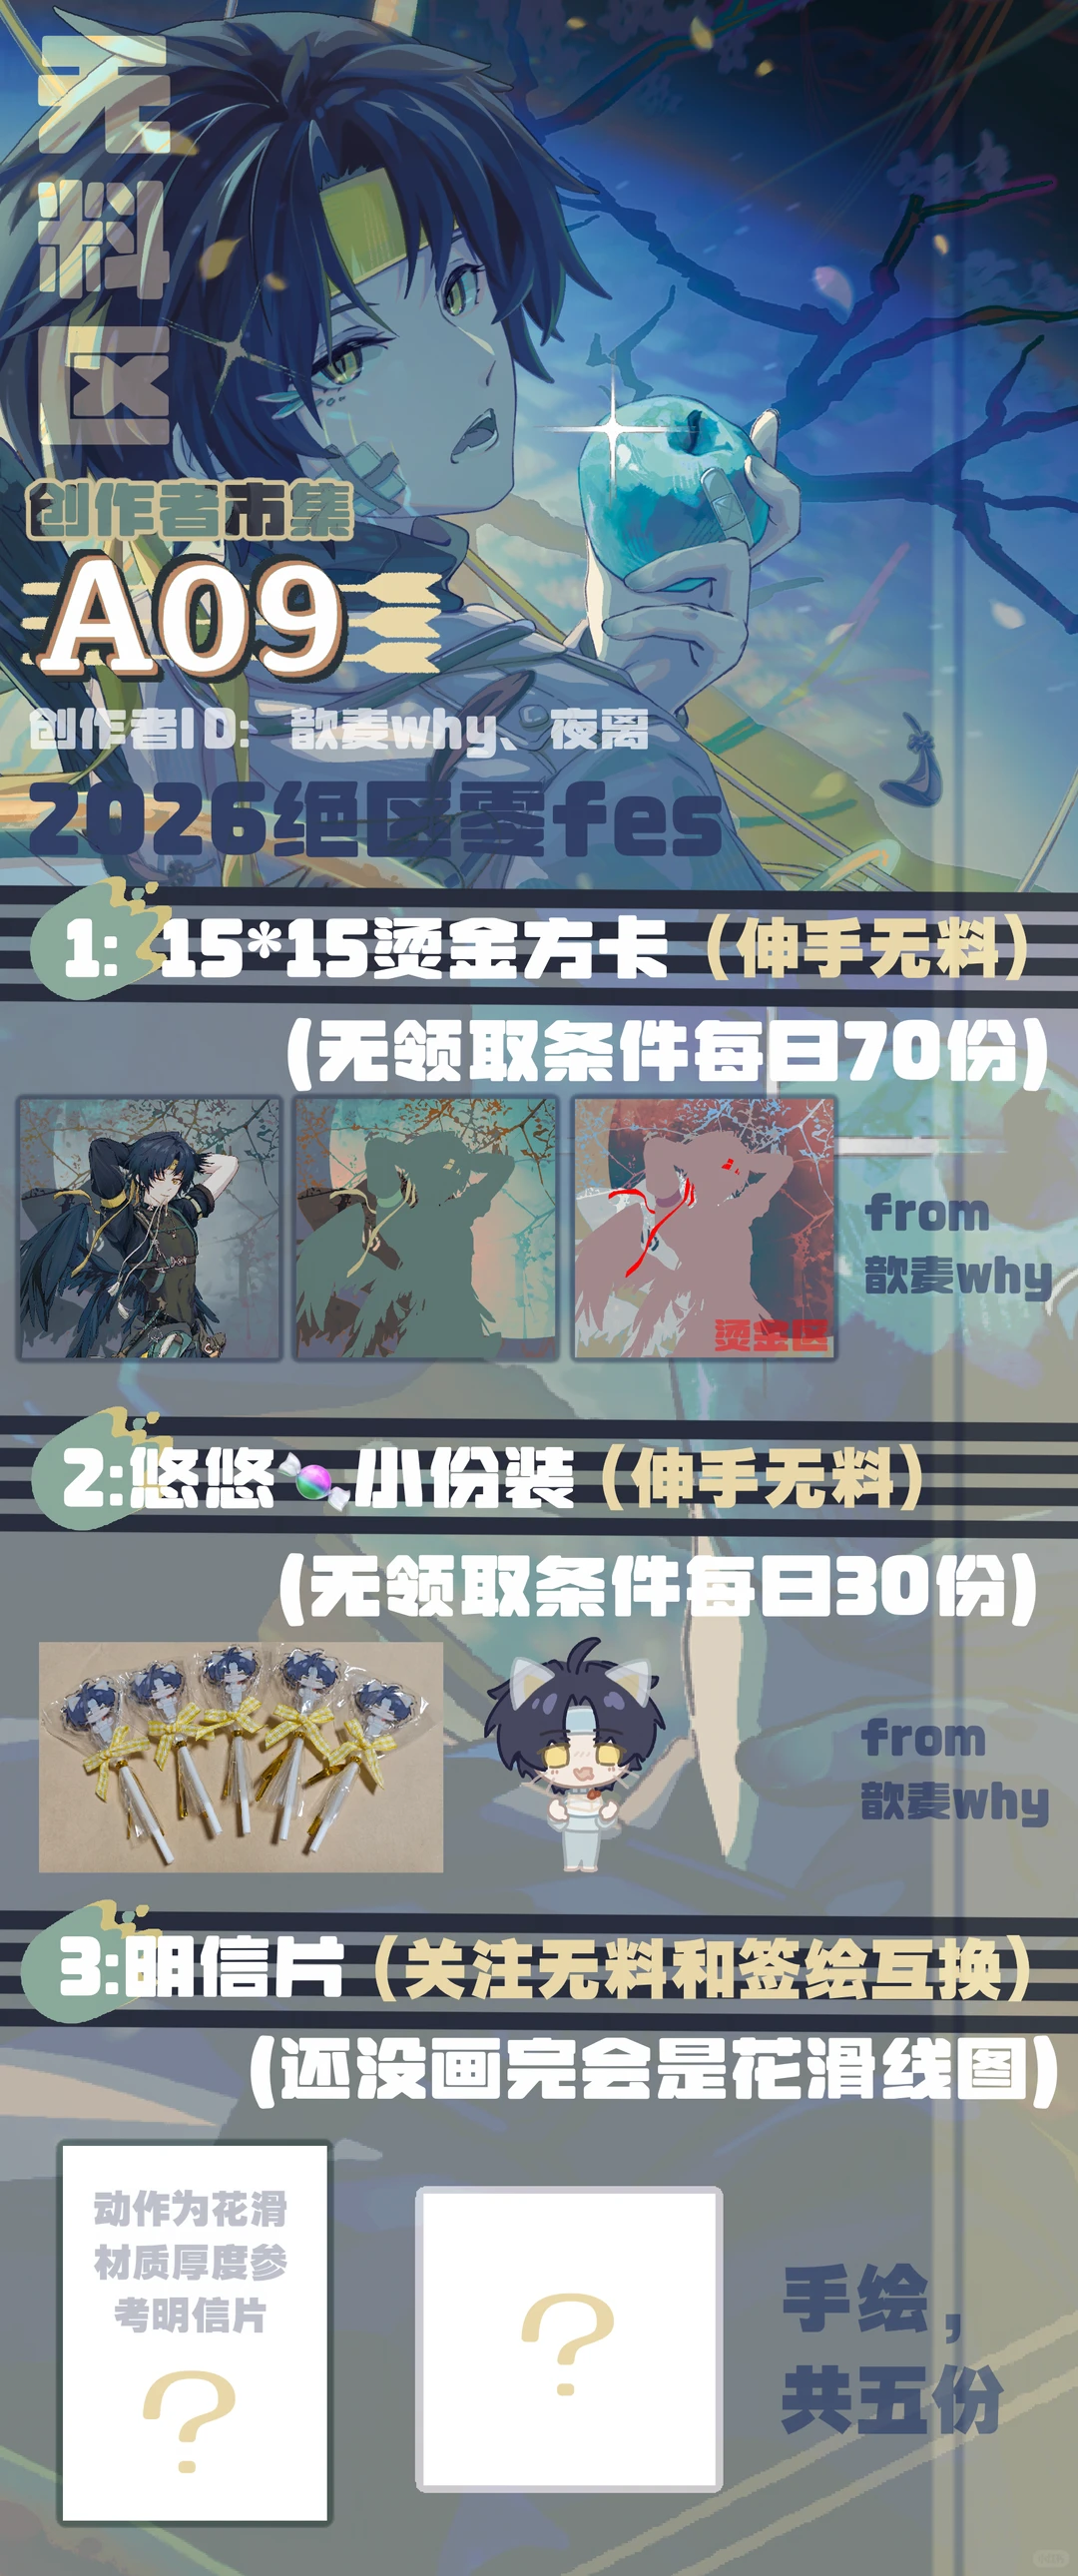 无料区
创作者市集
A09
创作者ID: 歆麦why、夜离
2026绝区零fes
1: 15*15烫金方卡（伸手无料）
(无领取条件每日70份)
烫金区
from
歆麦why
2:悠悠🍬小份装（伸手无料）
(无领取条件每日30份)
from
歆麦why
3:明信片（关注无料和签绘互换）
(还没画完会是花滑线图)
动作为花滑
材质厚度参
考明信片
?
?
手绘，
共五份